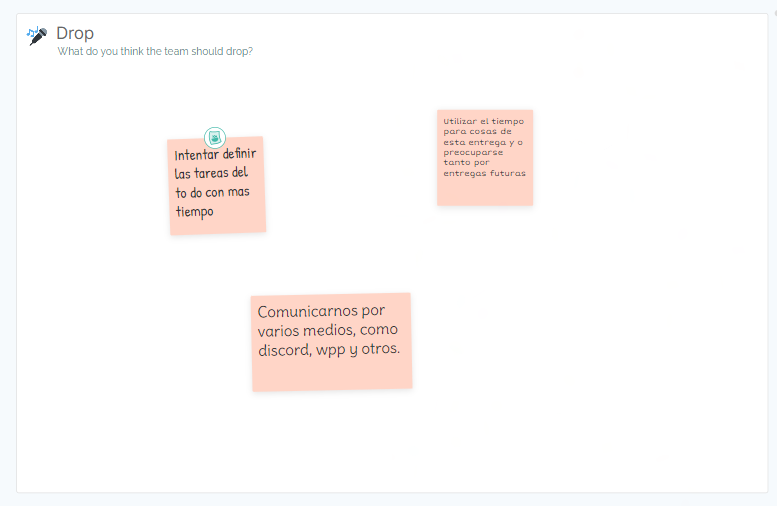 Drop
What do you think the team should drop?
Intentar definir
las tareas del
to do con mas
tiempo
Utilizar el tiempo
para cosas de
esta entrega y o
preocuparse
tanto por
entregas futuras
Comunicarnos por
varios medios, como
discord, wpp y otros.